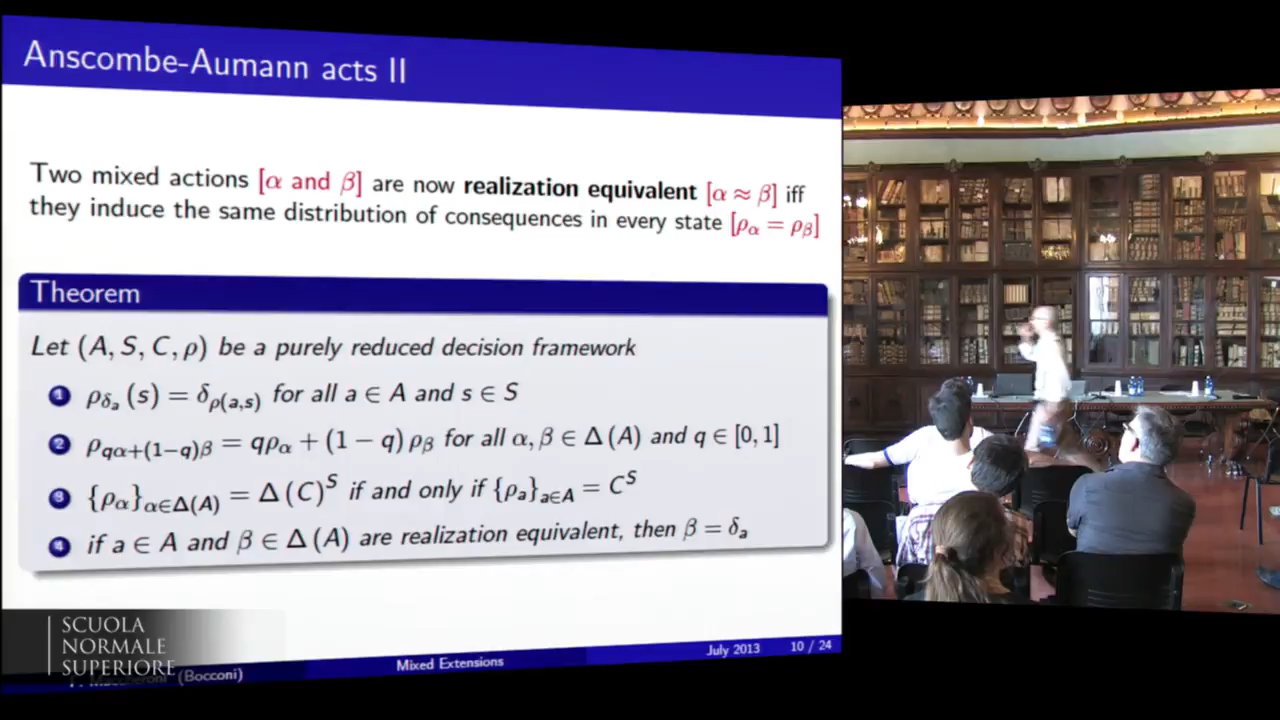 Anscombe-Aumann acts II
Two mixed actions [α and β] are now realization equivalent [α ≈ β] iff
they induce the same distribution of consequences in every state [ρ_α = ρ_β]
Theorem
Let (A, S, C, ρ) be a purely reduced decision framework
1 ρ_{δ_a}(s) = δ_{ρ(a,s)} for all a ∈ A and s ∈ S
2 ρ_{qα+(1−q)β} = qρ_α + (1 − q) ρ_β for all α, β ∈ Δ(A) and q ∈ [0, 1]
3 {ρ_α}_{α∈Δ(A)} = Δ(C)^S if and only if {ρ_a}_{a∈A} = C^S
4 if a ∈ A and β ∈ Δ(A) are realization equivalent, then β = δ_a
SCUOLA
NORMALE
SUPERIORE
(Bocconi)
Mixed Extensions
July 2013
10 / 24